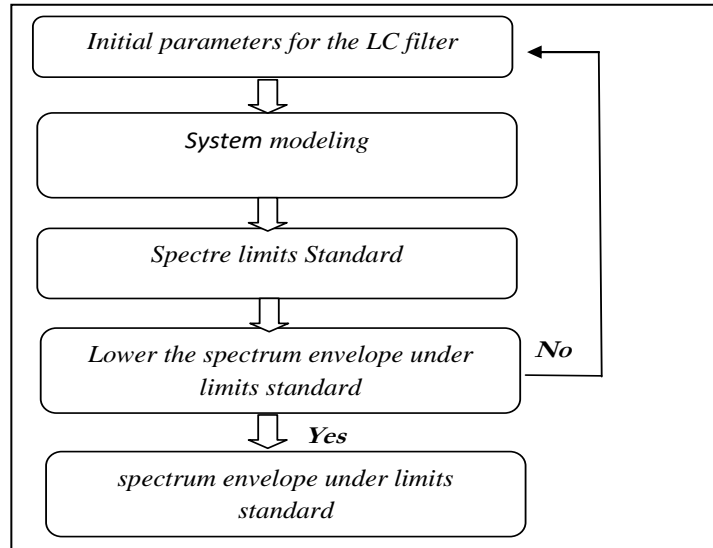 Initial parameters for the LC filter
System modeling
Spectre limits Standard
Lower the spectrum envelope under
limits standard
No
Yes
spectrum envelope under limits
standard